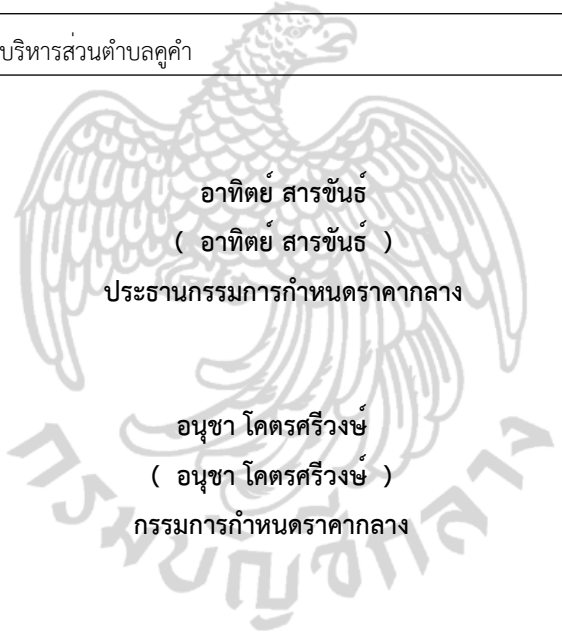 บริหารส่วนตำบลคูคำ
อาทิตย์ สารขันธ์
( อาทิตย์ สารขันธ์ )
ประธานกรรมการกำหนดราคากลาง
อนุชา โคตรศรีวงษ์
( อนุชา โคตรศรีวงษ์ )
กรรมการกำหนดราคากลาง
กรมบัญชีกลาง